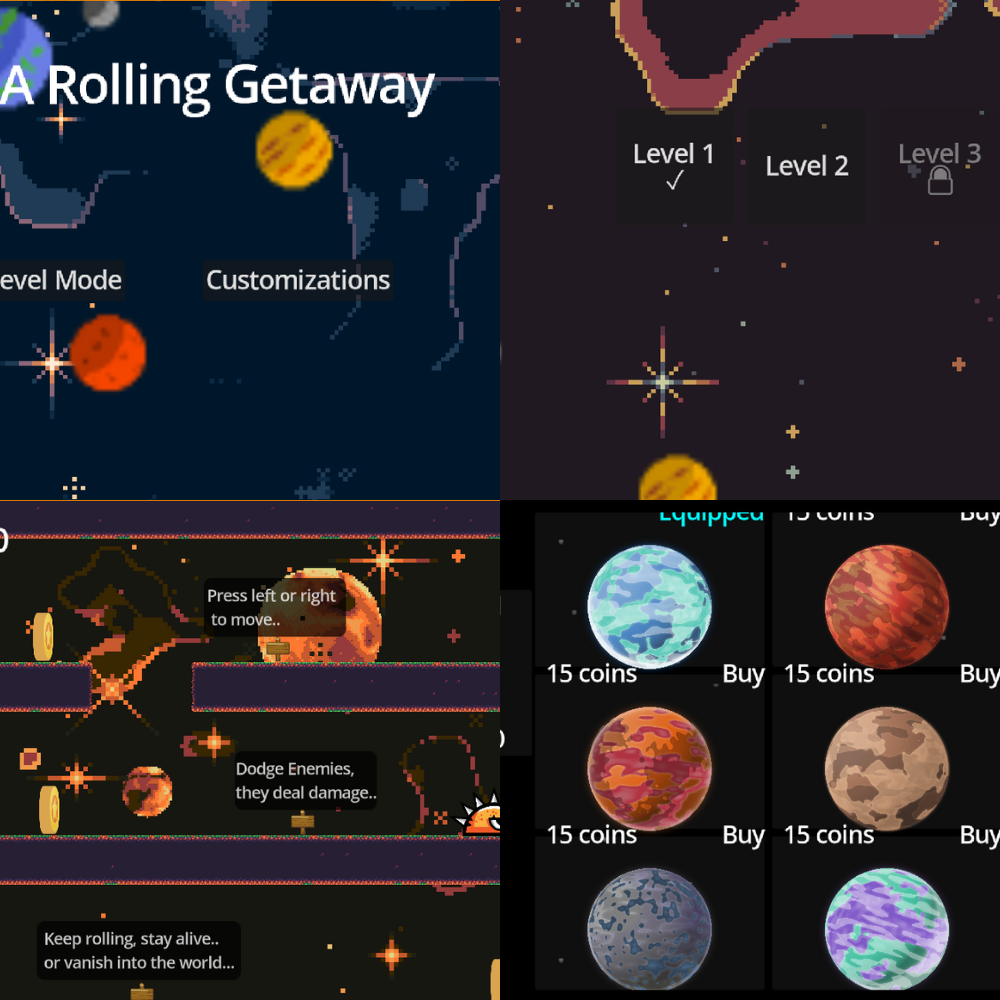 A Rolling Getaway
evel Mode
Customizations
Level 1
✓
Level 2
Level 3
0
Press left or right
to move..
Dodge Enemies,
they deal damage..
Keep rolling, stay alive..
or vanish into the world...
Equipped
15 coins Buy
15 coins Buy
15 coins Buy
15 coins Buy
15 coins Buy